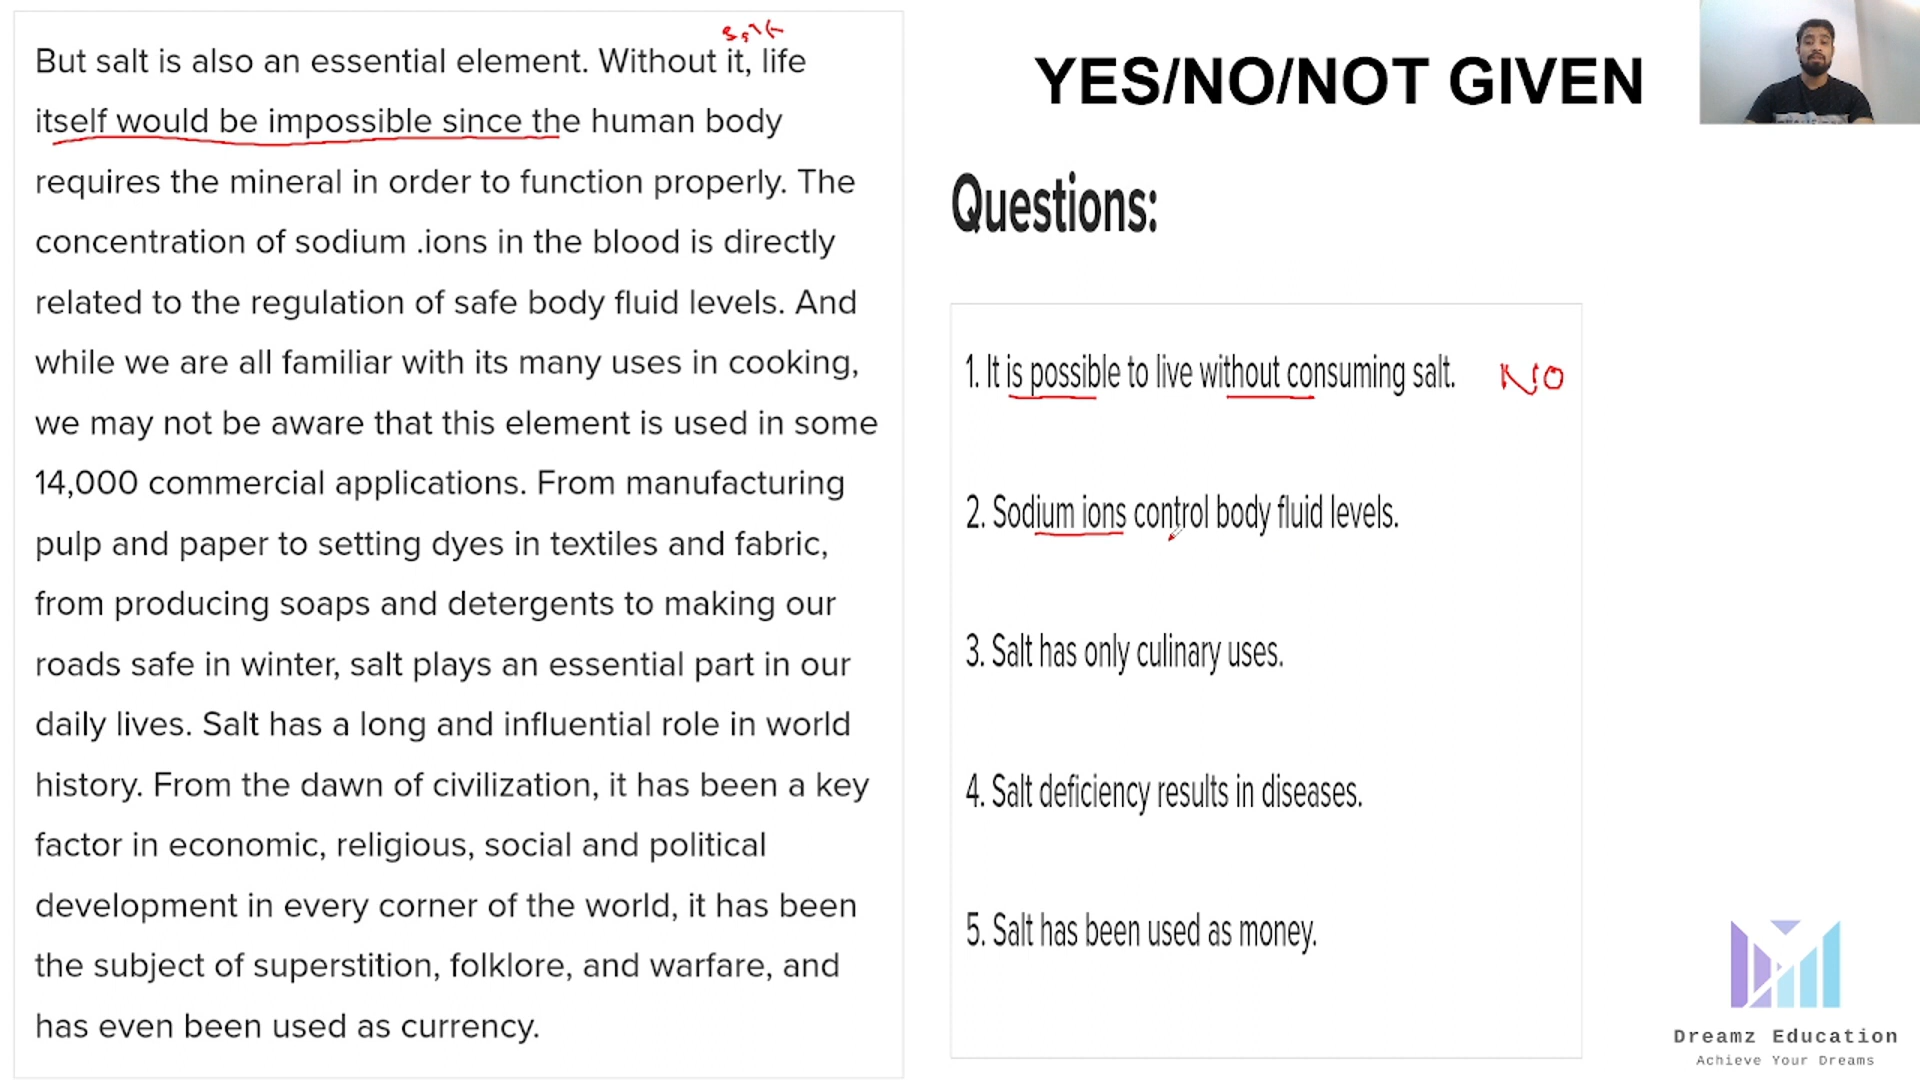 salt
But salt is also an essential element. Without it, life
itself would be impossible since the human body
requires the mineral in order to function properly. The
concentration of sodium .ions in the blood is directly
related to the regulation of safe body fluid levels. And
while we are all familiar with its many uses in cooking,
we may not be aware that this element is used in some
14,000 commercial applications. From manufacturing
pulp and paper to setting dyes in textiles and fabric,
from producing soaps and detergents to making our
roads safe in winter, salt plays an essential part in our
daily lives. Salt has a long and influential role in world
history. From the dawn of civilization, it has been a key
factor in economic, religious, social and political
development in every corner of the world, it has been
the subject of superstition, folklore, and warfare, and
has even been used as currency.
YES/NO/NOT GIVEN
Questions:
1. It is possible to live without consuming salt. NO
2. Sodium ions control body fluid levels.
3. Salt has only culinary uses.
4. Salt deficiency results in diseases.
5. Salt has been used as money.
Dreamz Education
Achieve Your Dreams